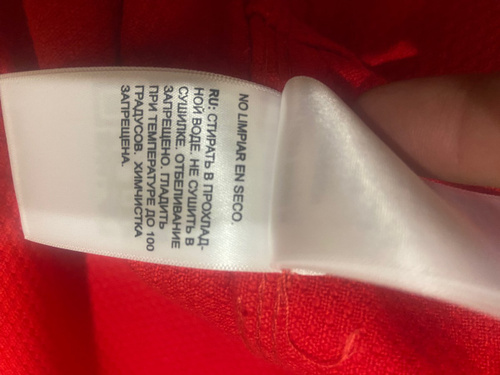 NO LIMPIAR EN SECO.
RU: СТИРАТЬ В ПРОХЛАД-
НОЙ ВОДЕ. НЕ СУШИТЬ В
СУШИЛКЕ. ОТБЕЛИВАНИЕ
ЗАПРЕЩЕНО. ГЛАДИТЬ
ПРИ ТЕМПЕРАТУРЕ ДО 100
ГРАДУСОВ. ХИМЧИСТКА
ЗАПРЕЩЕНА.